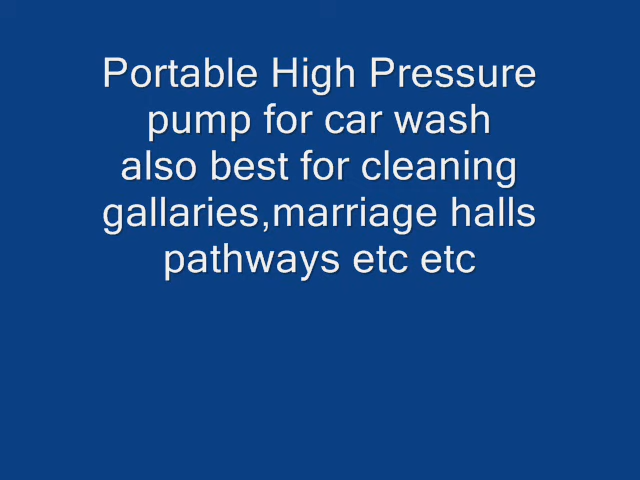 Portable High Pressure
pump for car wash
also best for cleaning
gallaries,marriage halls
pathways etc etc